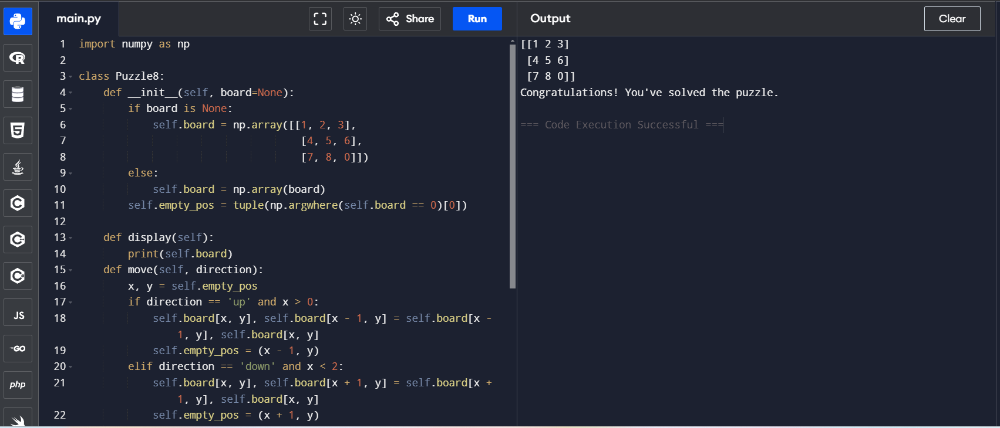 main.py
Share
Run
Output
Clear
1 import numpy as np
2
3 class Puzzle8:
4     def __init__(self, board=None):
5         if board is None:
6             self.board = np.array([[1, 2, 3],
7                                     [4, 5, 6],
8                                     [7, 8, 0]])
9         else:
10             self.board = np.array(board)
11         self.empty_pos = tuple(np.argwhere(self.board == 0)[0])
12
13     def display(self):
14         print(self.board)
15     def move(self, direction):
16         x, y = self.empty_pos
17         if direction == 'up' and x > 0:
18             self.board[x, y], self.board[x - 1, y] = self.board[x -
1, y], self.board[x, y]
19             self.empty_pos = (x - 1, y)
20         elif direction == 'down' and x < 2:
21             self.board[x, y], self.board[x + 1, y] = self.board[x +
1, y], self.board[x, y]
22             self.empty_pos = (x + 1, y)
[[1 2 3]
 [4 5 6]
 [7 8 0]]
Congratulations! You've solved the puzzle.
=== Code Execution Successful ===
R
5
C
C++
C#
JS
GO
php